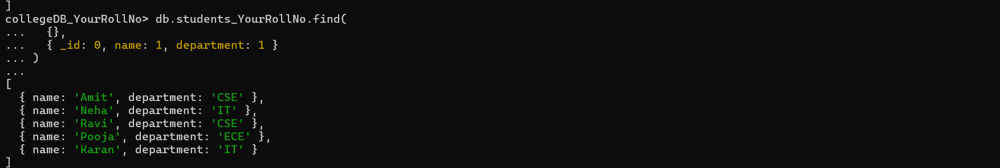 ]
collegeDB_YourRollNo> db.students_YourRollNo.find(
...   {},
...   { _id: 0, name: 1, department: 1 }
... )
...
[
  { name: 'Amit', department: 'CSE' },
  { name: 'Neha', department: 'IT' },
  { name: 'Ravi', department: 'CSE' },
  { name: 'Pooja', department: 'ECE' },
  { name: 'Karan', department: 'IT' }
]